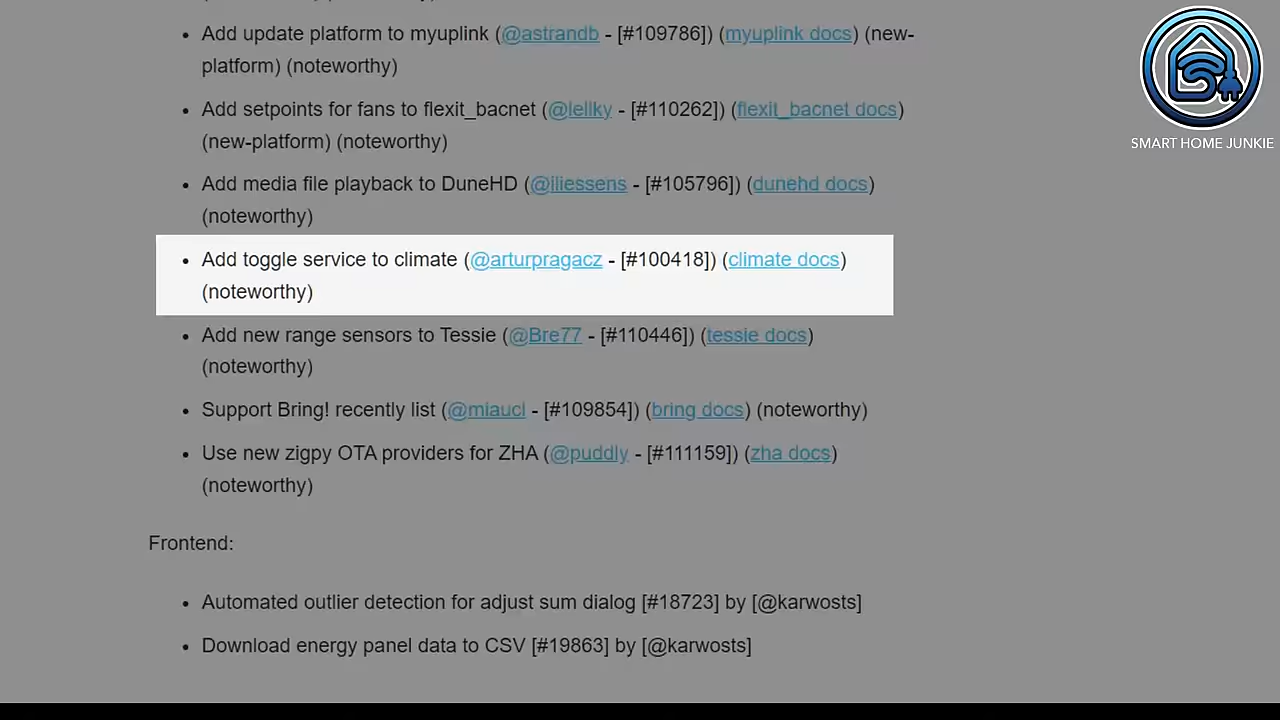 Add update platform to myuplink (@astrandb - [#109786]) (myuplink docs) (new-
platform) (noteworthy)
Add setpoints for fans to flexit_bacnet (@lellky - [#110262]) (flexit_bacnet docs)
(new-platform) (noteworthy)
Add media file playback to DuneHD (@iliessens - [#105796]) (dunehd docs)
(noteworthy)
Add toggle service to climate (@arturpragacz - [#100418]) (climate docs)
(noteworthy)
Add new range sensors to Tessie (@Bre77 - [#110446]) (tessie docs)
(noteworthy)
Support Bring! recently list (@miaucl - [#109854]) (bring docs) (noteworthy)
Use new zigpy OTA providers for ZHA (@puddly - [#111159]) (zha docs)
(noteworthy)
Frontend:
Automated outlier detection for adjust sum dialog [#18723] by [@karwosts]
Download energy panel data to CSV [#19863] by [@karwosts]
SMART HOME JUNKIE